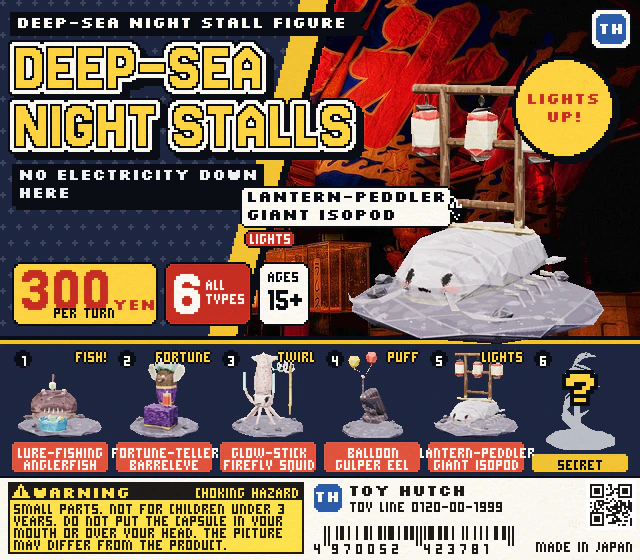 DEEP-SEA NIGHT STALL FIGURE
TH
DEEP-SEA
NIGHT STALLS
LIGHTS
UP!
NO ELECTRICITY DOWN
HERE
LANTERN-PEDDLER
GIANT ISOPOD
LIGHTS
300 YEN
PER TURN
6 ALL
TYPES
AGES
15+
1 FISH!
2 FORTUNE
3 TWIRL
4 PUFF
5 LIGHTS
6
?
LURE-FISHING
ANGLERFISH
FORTUNE-TELLER
BARRELEYE
GLOW-STICK
FIREFLY SQUID
BALLOON
GULPER EEL
LANTERN-PEDDLER
GIANT ISOPOD
SECRET
WARNING CHOKING HAZARD
SMALL PARTS. NOT FOR CHILDREN UNDER 3
YEARS. DO NOT PUT THE CAPSULE IN YOUR
MOUTH OR OVER YOUR HEAD. THE PICTURE
MAY DIFFER FROM THE PRODUCT.
TH TOY HUTCH
TOY LINE 0120-00-1999
4 970052 423781
MADE IN JAPAN